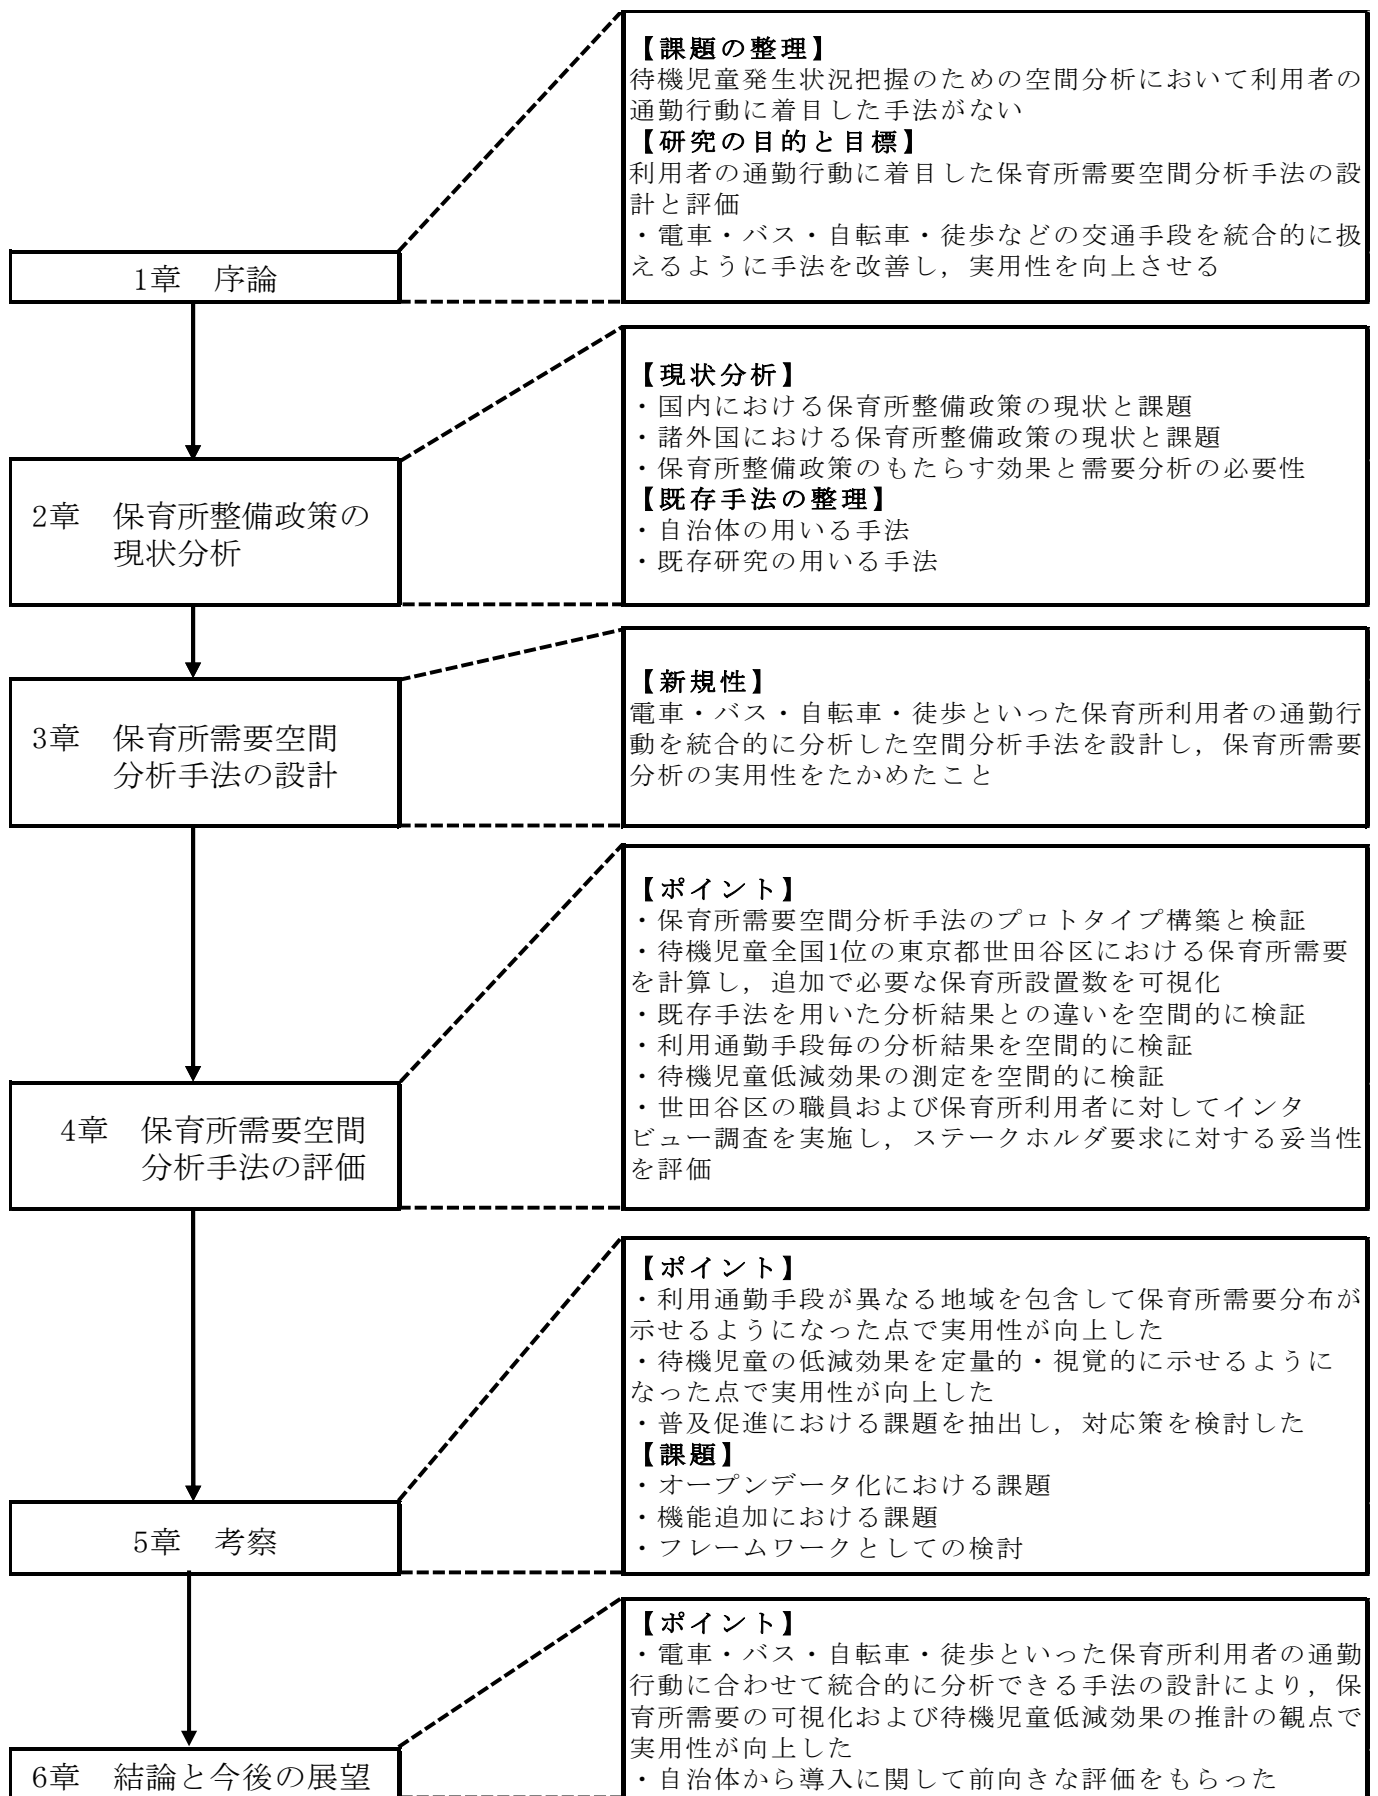 【課題の整理】
待機児童発生状況把握のための空間分析において利用者の
通勤行動に着目した手法がない
【研究の目的と目標】
利用者の通勤行動に着目した保育所需要空間分析手法の設
計と評価
・電車・バス・自転車・徒歩などの交通手段を統合的に扱
えるように手法を改善し，実用性を向上させる
1章　序論
【現状分析】
・国内における保育所整備政策の現状と課題
・諸外国における保育所整備政策の現状と課題
・保育所整備政策のもたらす効果と需要分析の必要性
【既存手法の整理】
・自治体の用いる手法
・既存研究の用いる手法
2章　保育所整備政策の
現状分析
【新規性】
電車・バス・自転車・徒歩といった保育所利用者の通勤行
動を統合的に分析した空間分析手法を設計し，保育所需要
分析の実用性をたかめたこと
3章　保育所需要空間
分析手法の設計
【ポイント】
・保育所需要空間分析手法のプロトタイプ構築と検証
・待機児童全国1位の東京都世田谷区における保育所需要
を計算し，追加で必要な保育所設置数を可視化
・既存手法を用いた分析結果との違いを空間的に検証
・利用通勤手段毎の分析結果を空間的に検証
・待機児童低減効果の測定を空間的に検証
・世田谷区の職員および保育所利用者に対してインタ
ビュー調査を実施し，ステークホルダ要求に対する妥当性
を評価
4章　保育所需要空間
分析手法の評価
【ポイント】
・利用通勤手段が異なる地域を包含して保育所需要分布が
示せるようになった点で実用性が向上した
・待機児童の低減効果を定量的・視覚的に示せるように
なった点で実用性が向上した
・普及促進における課題を抽出し，対応策を検討した
【課題】
・オープンデータ化における課題
・機能追加における課題
・フレームワークとしての検討
5章　考察
【ポイント】
・電車・バス・自転車・徒歩といった保育所利用者の通勤
行動に合わせて統合的に分析できる手法の設計により，保
育所需要の可視化および待機児童低減効果の推計の観点で
実用性が向上した
・自治体から導入に関して前向きな評価をもらった
6章　結論と今後の展望